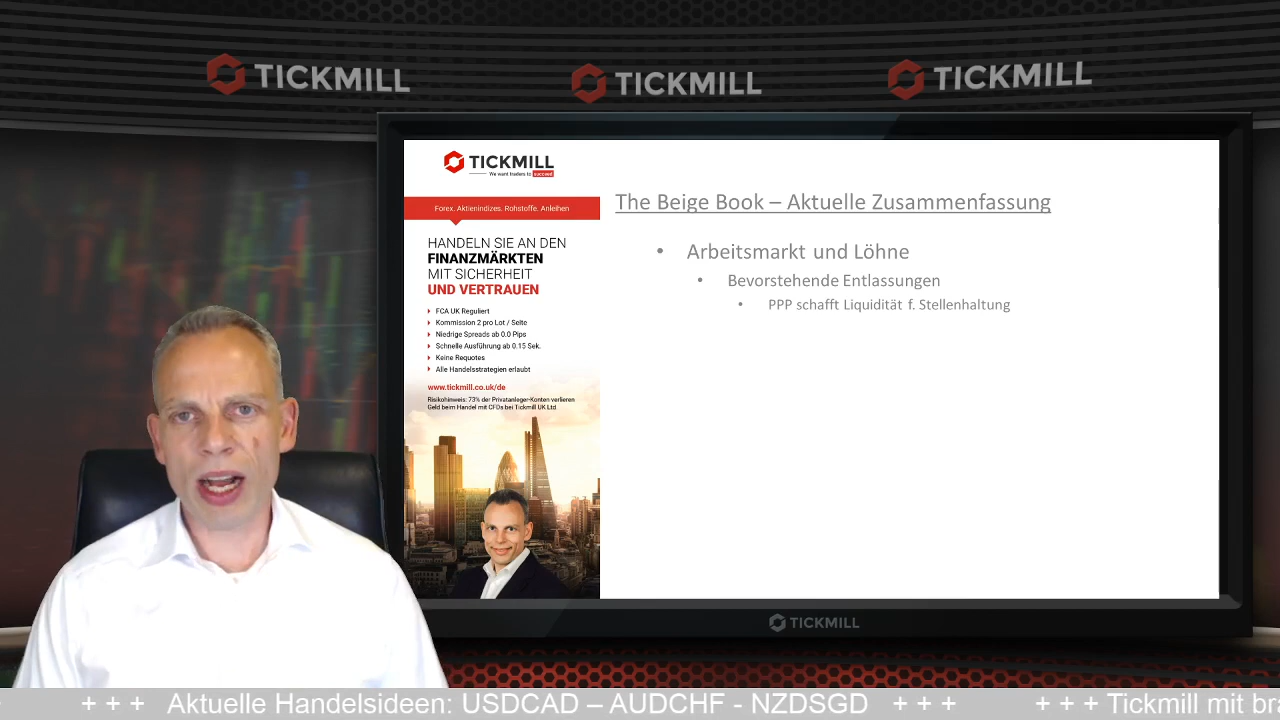 TICKMILL
TICKMILL
TICKMILL
TICKMILL
We want traders to succeed
Forex. Aktienindizes. Rohstoffe. Anleihen
HANDELN SIE AN DEN
FINANZMÄRKTEN
MIT SICHERHEIT
UND VERTRAUEN
FCA UK Reguliert
Kommission 2 pro Lot / Seite
Niedrige Spreads ab 0.0 Pips
Schnelle Ausführung ab 0.15 Sek.
Keine Requotes
Alle Handelsstrategien erlaubt
www.tickmill.co.uk/de
Risikohinweis: 73% der Privatanleger-Konten verlieren
Geld beim Handel mit CFDs bei Tickmill UK Ltd.
The Beige Book – Aktuelle Zusammenfassung
• Arbeitsmarkt und Löhne
• Bevorstehende Entlassungen
• PPP schafft Liquidität f. Stellenhaltung
TICKMILL
+ + + Aktuelle Handelsideen: USDCAD – AUDCHF - NZDSGD + + + + + + Tickmill mit